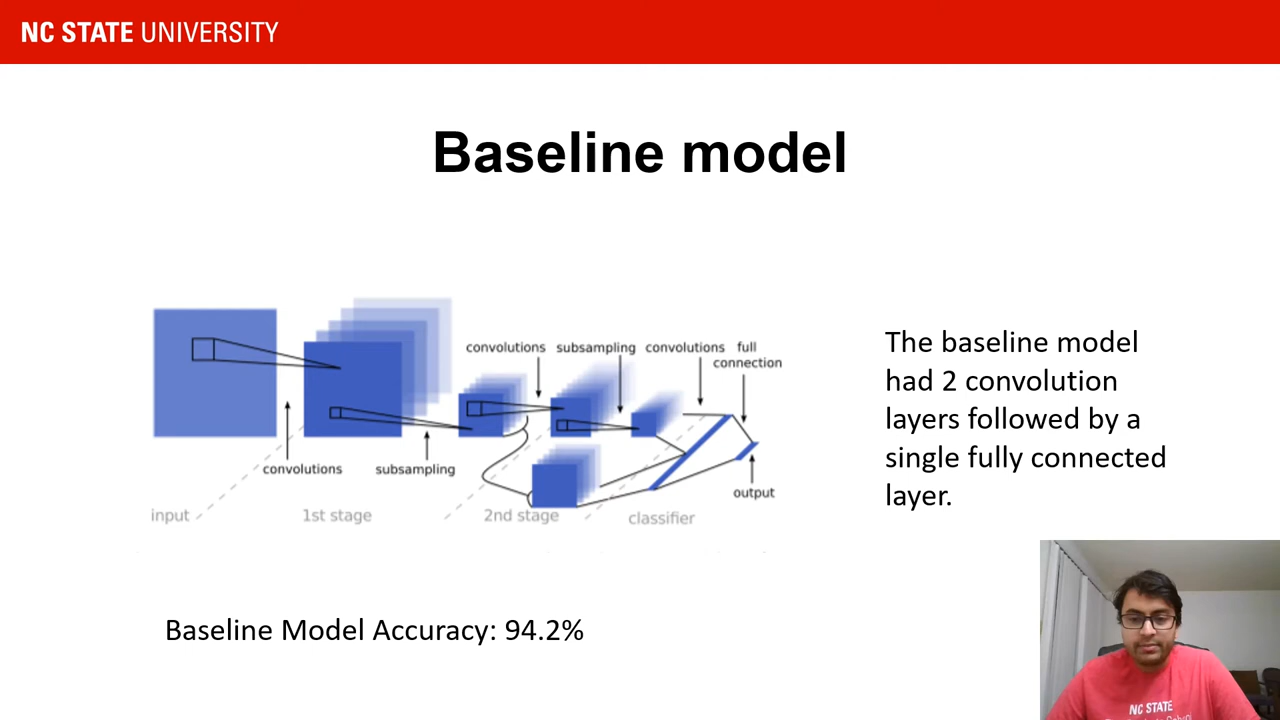 NC STATE UNIVERSITY
Baseline model
convolutions subsampling convolutions full
connection
convolutions
subsampling
output
input 1st stage 2nd stage classifier
The baseline model
had 2 convolution
layers followed by a
single fully connected
layer.
Baseline Model Accuracy: 94.2%
NC STATE